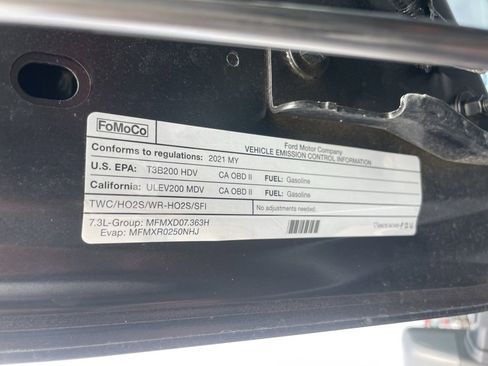 FoMoCo
Ford Motor Company
VEHICLE EMISSION CONTROL INFORMATION
Conforms to regulations: 2021 MY
U.S. EPA: T3B200 HDV CA OBD II FUEL: Gasoline
California: ULEV200 MDV CA OBD II FUEL: Gasoline
TWC/HO2S/WR-HO2S/SFI No adjustments needed.
7.3L-Group: MFMXD07.363H
Evap: MFMXR0250NHJ